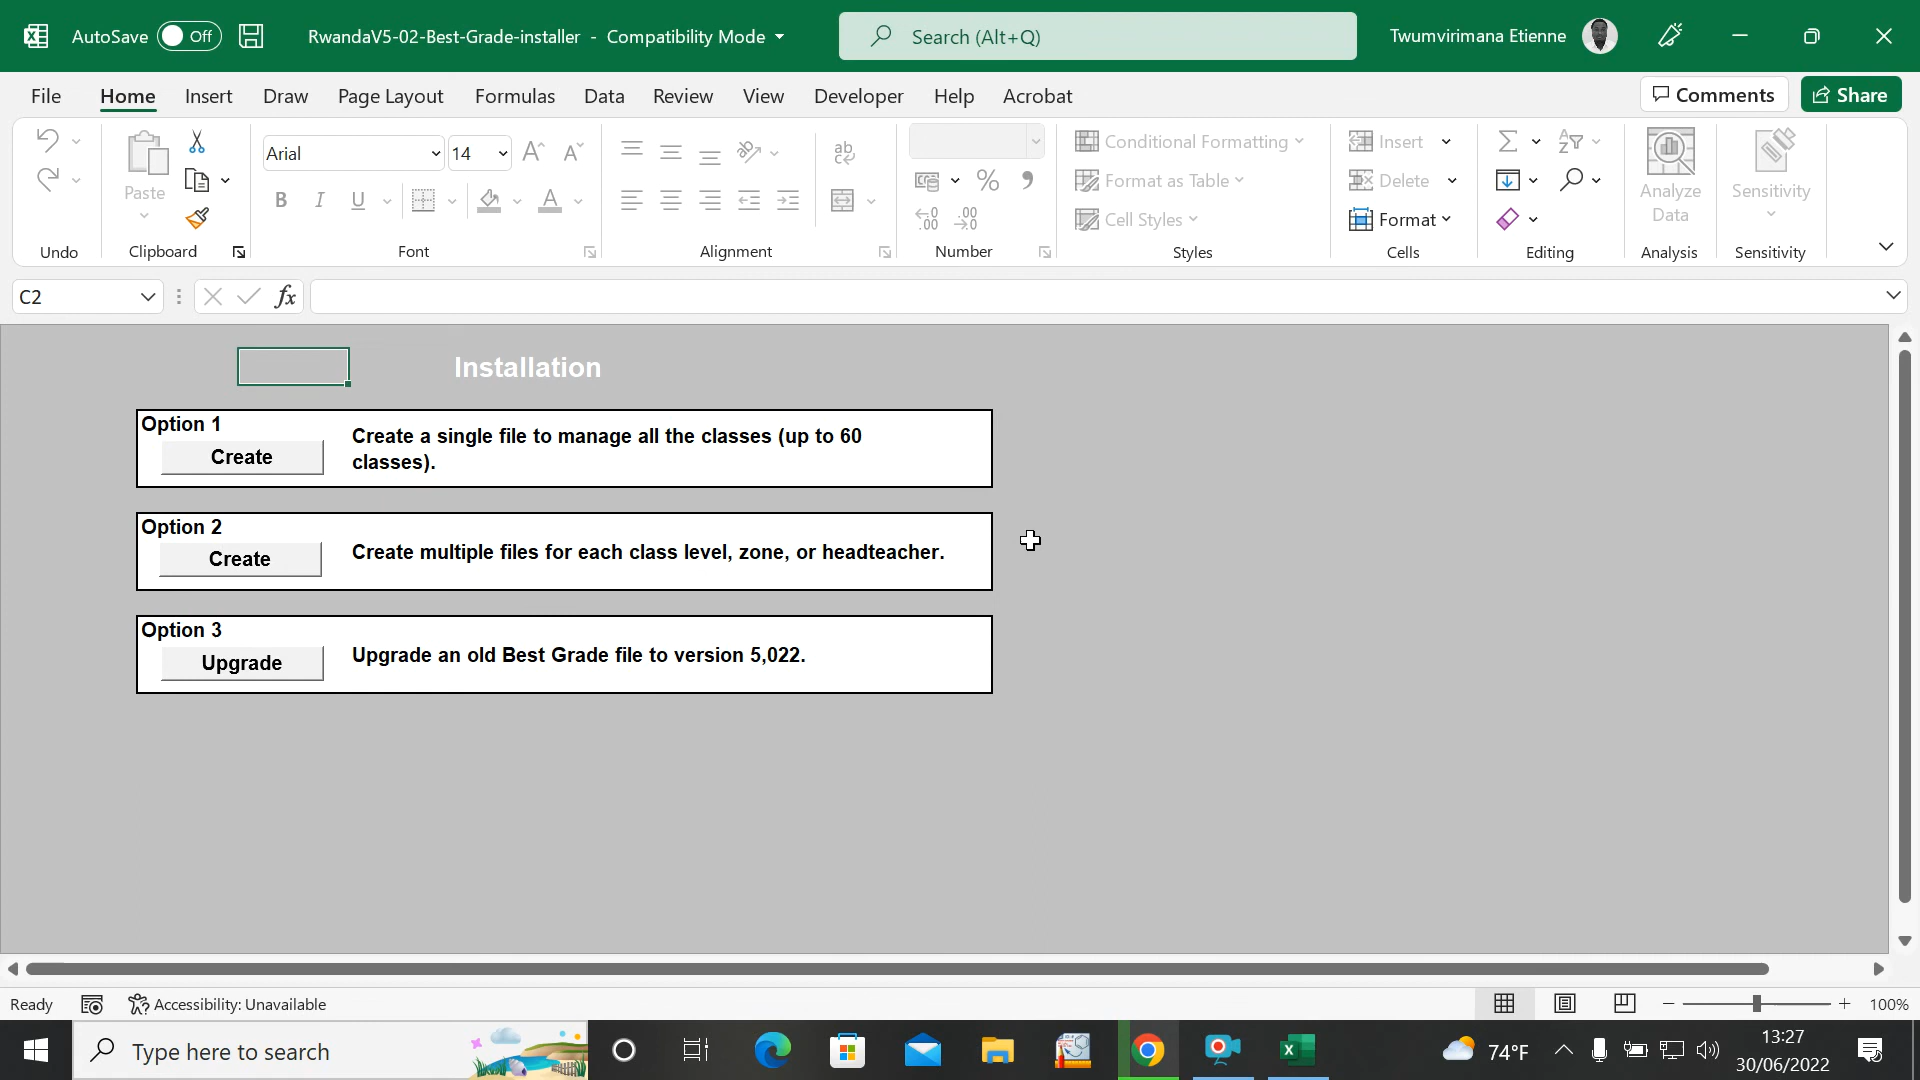 AutoSave Off RwandaV5-02-Best-Grade-installer - Compatibility Mode Search (Alt+Q) Twumvirimana Etienne
File Home Insert Draw Page Layout Formulas Data Review View Developer Help Acrobat Comments Share
Arial 14 Conditional Formatting Insert
Paste Format as Table Delete Analyze Data Sensitivity
Cell Styles Format
Undo Clipboard Font Alignment Number Styles Cells Editing Analysis Sensitivity
C2
Installation
Option 1
Create
Create a single file to manage all the classes (up to 60
classes).
Option 2
Create
Create multiple files for each class level, zone, or headteacher.
Option 3
Upgrade
Upgrade an old Best Grade file to version 5,022.
Ready Accessibility: Unavailable 100%
Type here to search 74°F 13:27
30/06/2022